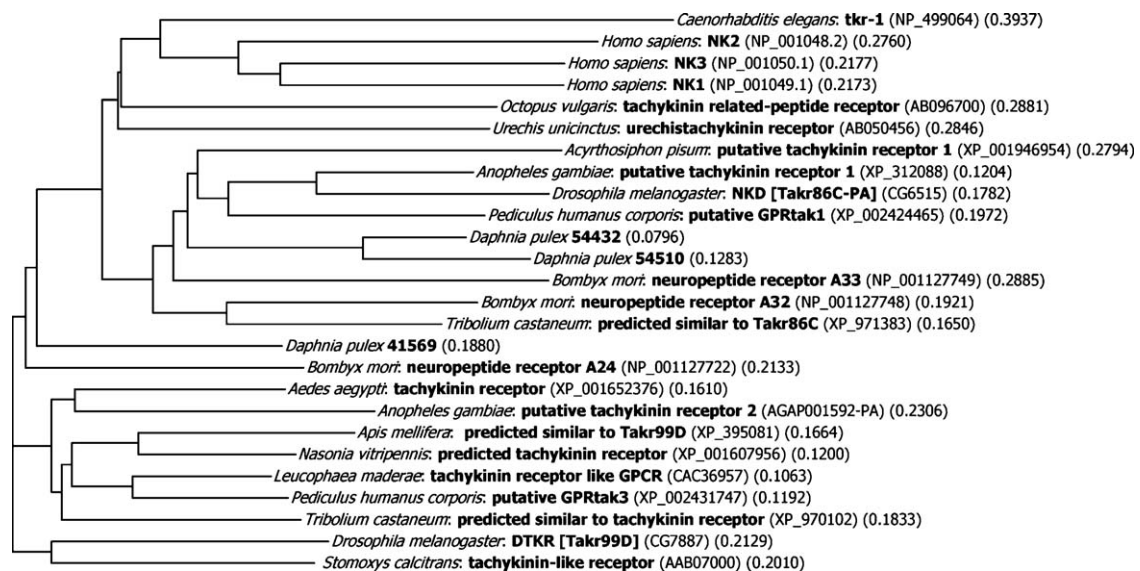 Caenorhabditis elegans: tkr-1 (NP_499064) (0.3937)
Homo sapiens: NK2 (NP_001048.2) (0.2760)
Homo sapiens: NK3 (NP_001050.1) (0.2177)
Homo sapiens: NK1 (NP_001049.1) (0.2173)
Octopus vulgaris: tachykinin related-peptide receptor (AB096700) (0.2881)
Urechis unicinctus: urechistachykinin receptor (AB050456) (0.2846)
Acyrthosiphon pisum: putative tachykinin receptor 1 (XP_001946954) (0.2794)
Anopheles gambiae: putative tachykinin receptor 1 (XP_312088) (0.1204)
Drosophila melanogaster: NKD [Takr86C-PA] (CG6515) (0.1782)
Pediculus humanus corporis: putative GPRtak1 (XP_002424465) (0.1972)
Daphnia pulex 54432 (0.0796)
Daphnia pulex 54510 (0.1283)
Bombyx mori: neuropeptide receptor A33 (NP_001127749) (0.2885)
Bombyx mori: neuropeptide receptor A32 (NP_001127748) (0.1921)
Tribolium castaneum: predicted similar to Takr86C (XP_971383) (0.1650)
Daphnia pulex 41569 (0.1880)
Bombyx mori: neuropeptide receptor A24 (NP_001127722) (0.2133)
Aedes aegypti: tachykinin receptor (XP_001652376) (0.1610)
Anopheles gambiae: putative tachykinin receptor 2 (AGAP001592-PA) (0.2306)
Apis mellifera: predicted similar to Takr99D (XP_395081) (0.1664)
Nasonia vitripennis: predicted tachykinin receptor (XP_001607956) (0.1200)
Leucophaea maderae: tachykinin receptor like GPCR (CAC36957) (0.1063)
Pediculus humanus corporis: putative GPRtak3 (XP_002431747) (0.1192)
Tribolium castaneum: predicted similar to tachykinin receptor (XP_970102) (0.1833)
Drosophila melanogaster: DTKR [Takr99D] (CG7887) (0.2129)
Stomoxys calcitrans: tachykinin-like receptor (AAB07000) (0.2010)